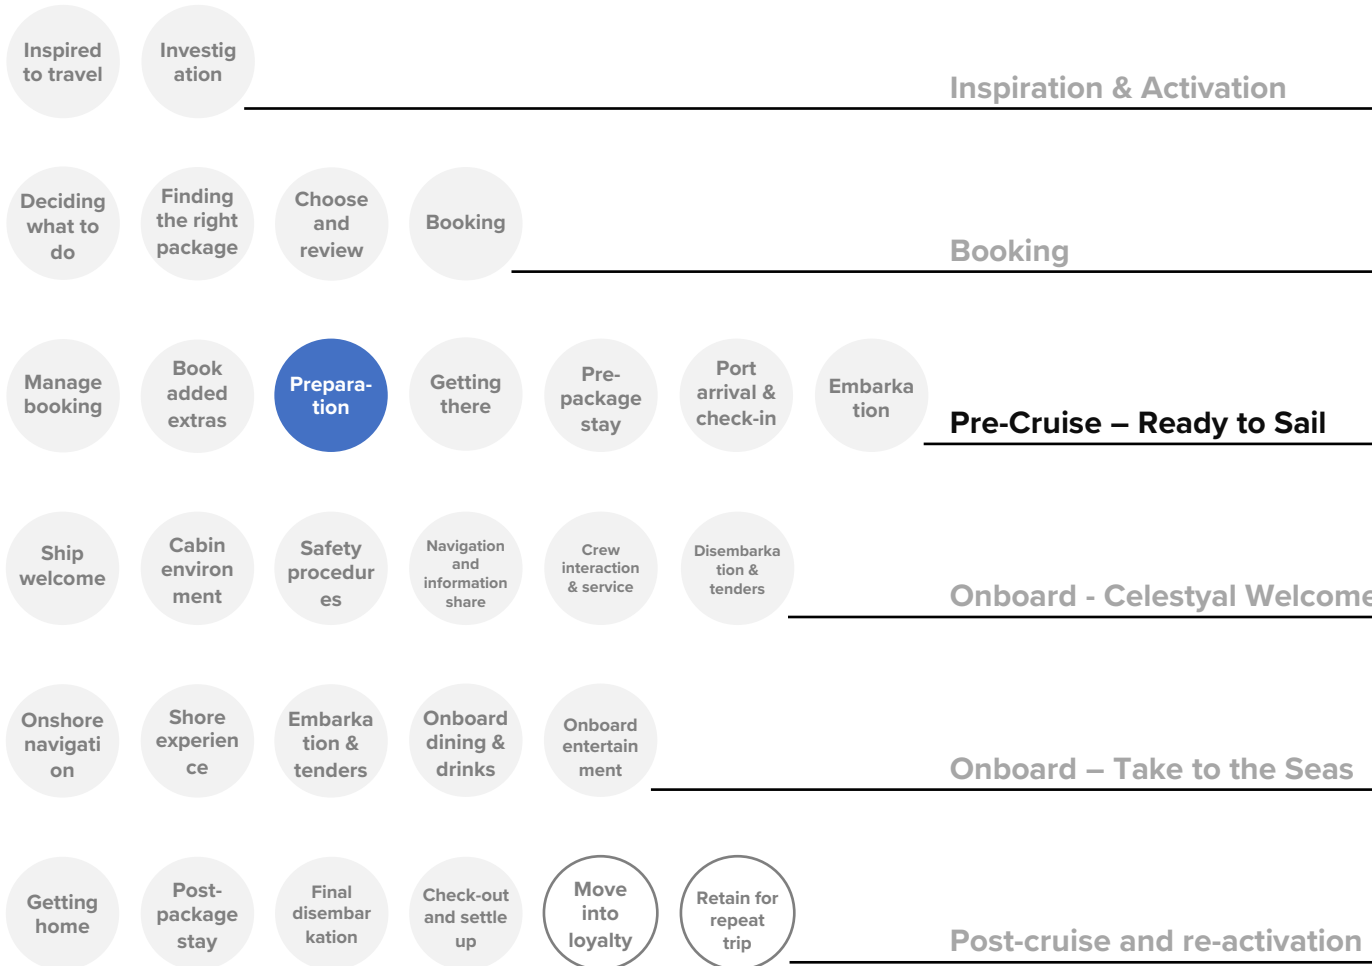 Inspired
to travel
Investig
ation
Inspiration & Activation
Deciding
what to
do
Finding
the right
package
Choose
and
review
Booking
Booking
Manage
booking
Book
added
extras
Prepara-
tion
Getting
there
Pre-
package
stay
Port
arrival &
check-in
Embarka
tion
Pre-Cruise – Ready to Sail
Ship
welcome
Cabin
environ
ment
Safety
procedur
es
Navigation
and
information
share
Crew
interaction
& service
Disembarka
tion &
tenders
Onboard - Celestyal Welcome
Onshore
navigati
on
Shore
experien
ce
Embarka
tion &
tenders
Onboard
dining &
drinks
Onboard
entertain
ment
Onboard – Take to the Seas
Getting
home
Post-
package
stay
Final
disembar
kation
Check-out
and settle
up
Move
into
loyalty
Retain for
repeat
trip
Post-cruise and re-activation